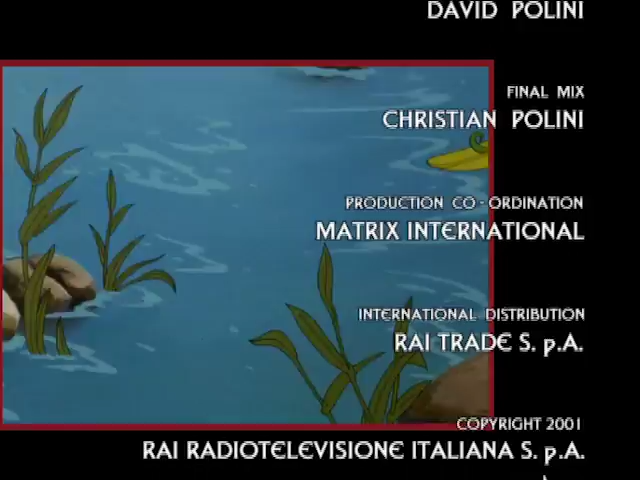 DAVID POLINI
FINAL MIX
CHRISTIAN POLINI
PRODUCTION CO-ORDINATION
MATRIX INTERNATIONAL
INTERNATIONAL DISTRIBUTION
RAI TRADE S. p.A.
COPYRIGHT 2001
RAI RADIOTELEVISIONE ITALIANA S. p.A.